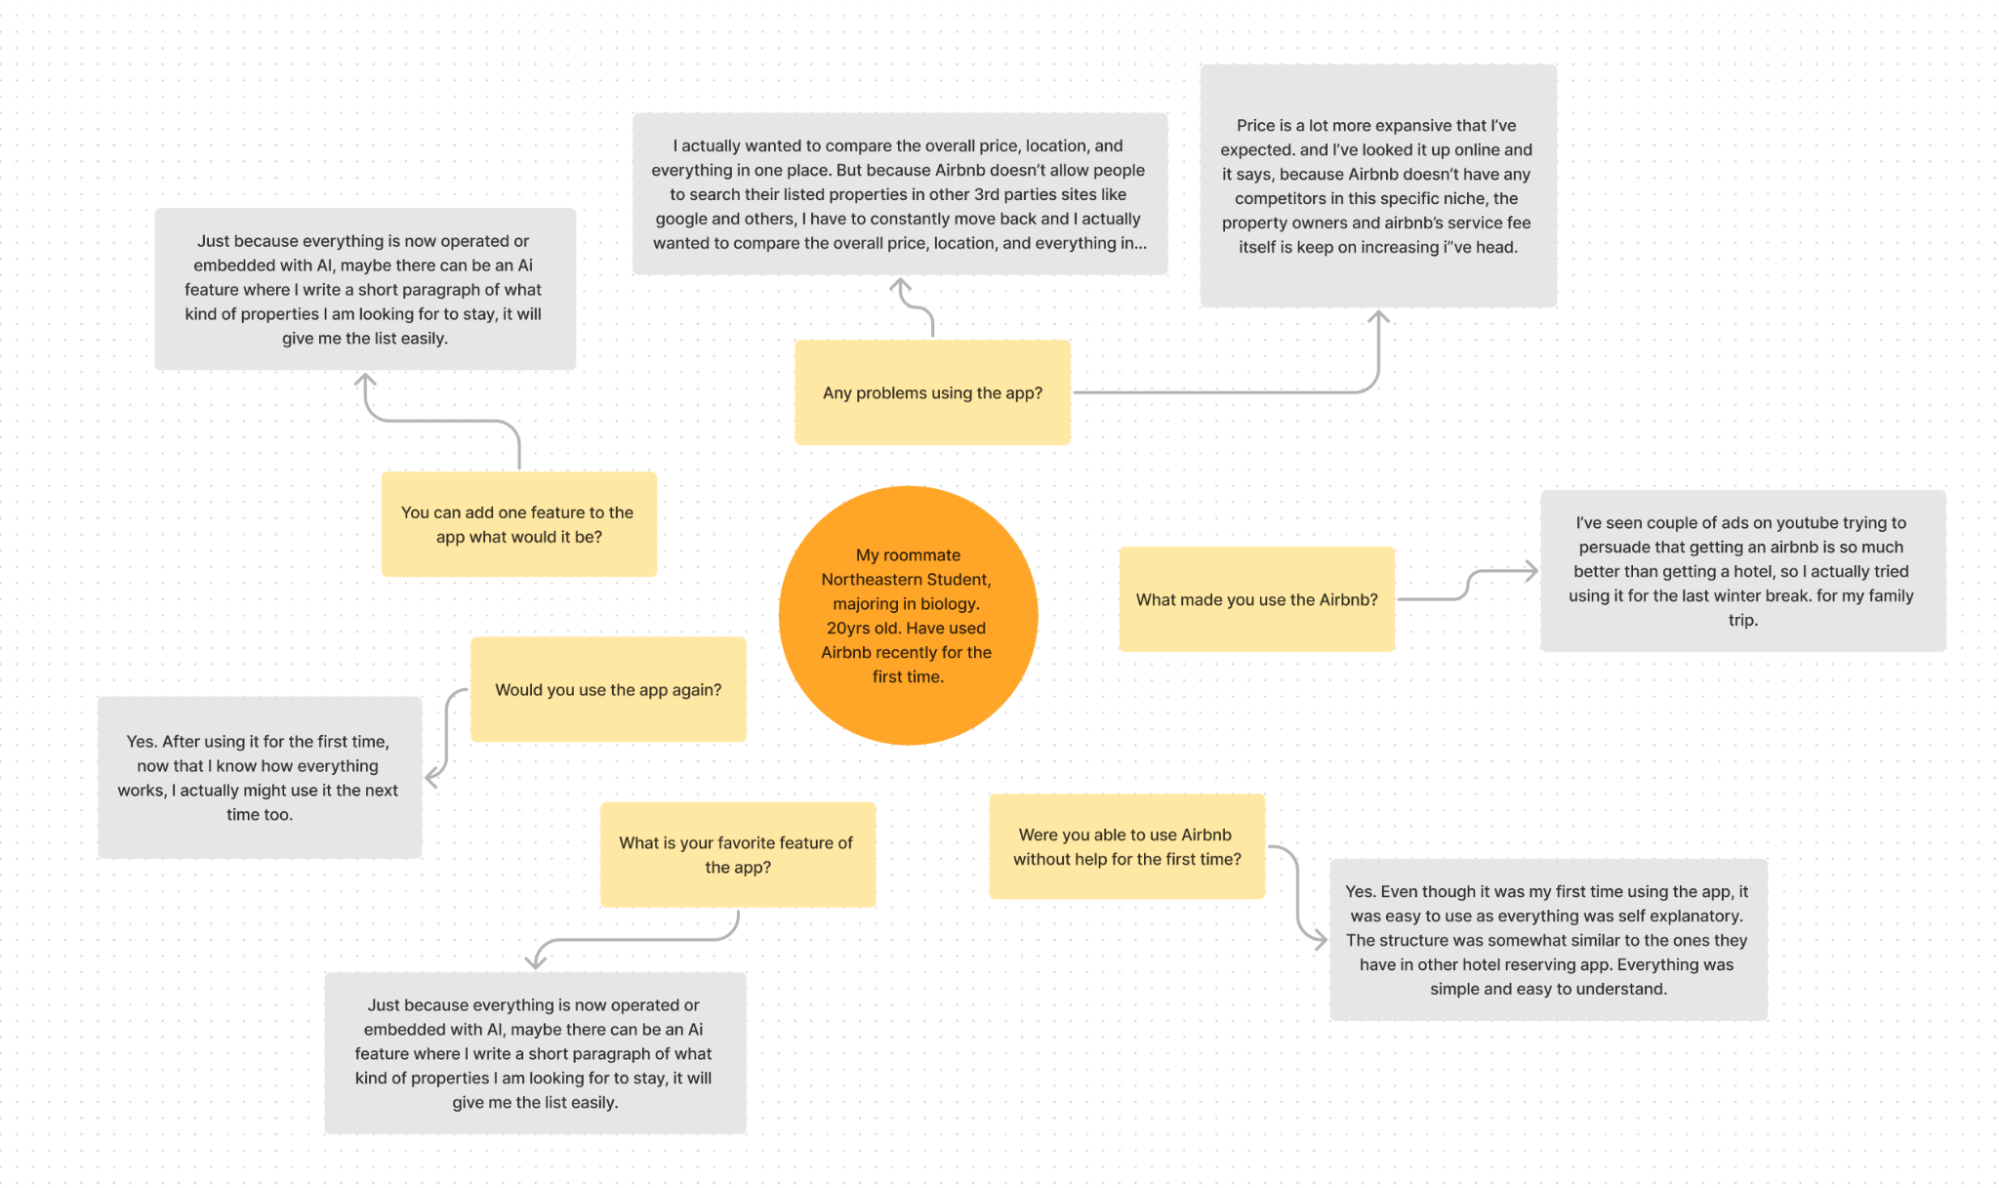 Price is a lot more expansive that I've
expected. and I've looked it up online and
it says, because Airbnb doesn't have any
competitors in this specific niche, the
property owners and airbnb's service fee
itself is keep on increasing i"ve head.
I actually wanted to compare the overall price, location, and
everything in one place. But because Airbnb doesn't allow people
to search their listed properties in other 3rd parties sites like
google and others, I have to constantly move back and I actually
wanted to compare the overall price, location, and everything in...
Just because everything is now operated or
embedded with AI, maybe there can be an Ai
feature where I write a short paragraph of what
kind of properties I am looking for to stay, it will
give me the list easily.
Any problems using the app?
You can add one feature to the
app what would it be?
My roommate
Northeastern Student,
majoring in biology.
20yrs old. Have used
Airbnb recently for the
first time.
What made you use the Airbnb?
I've seen couple of ads on youtube trying to
persuade that getting an airbnb is so much
better than getting a hotel, so I actually tried
using it for the last winter break. for my family
trip.
Would you use the app again?
Yes. After using it for the first time,
now that I know how everything
works, I actually might use it the next
time too.
What is your favorite feature of
the app?
Were you able to use Airbnb
without help for the first time?
Yes. Even though it was my first time using the app, it
was easy to use as everything was self explanatory.
The structure was somewhat similar to the ones they
have in other hotel reserving app. Everything was
simple and easy to understand.
Just because everything is now operated or
embedded with AI, maybe there can be an Ai
feature where I write a short paragraph of what
kind of properties I am looking for to stay, it will
give me the list easily.